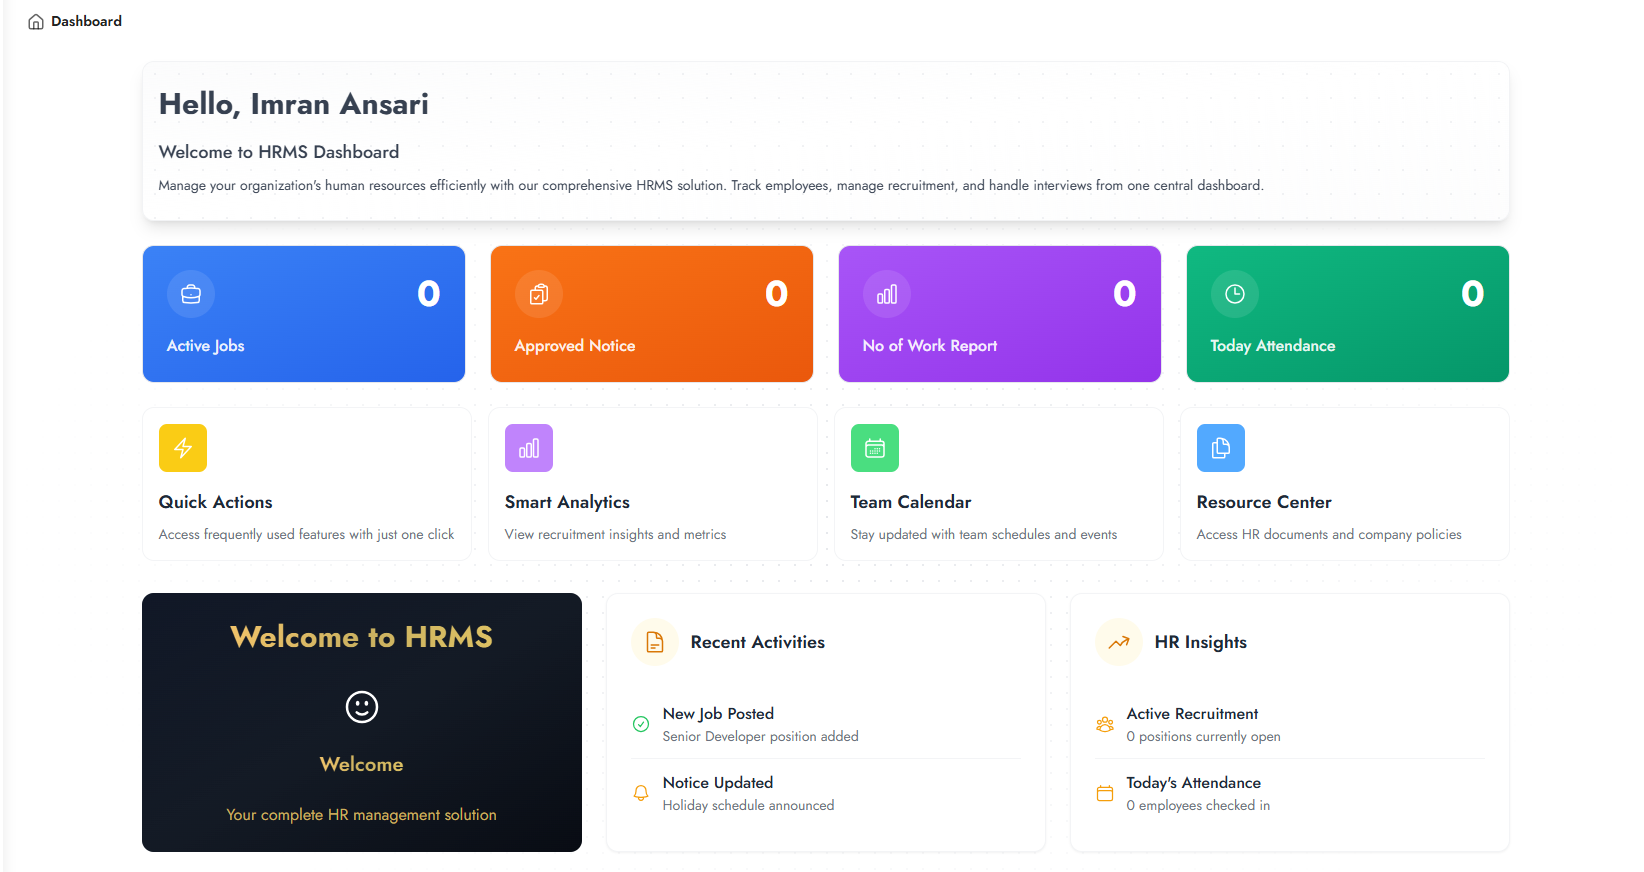 Dashboard
Hello, Imran Ansari
Welcome to HRMS Dashboard
Manage your organization's human resources efficiently with our comprehensive HRMS solution. Track employees, manage recruitment, and handle interviews from one central dashboard.
0
Active Jobs
0
Approved Notice
0
No of Work Report
0
Today Attendance
Quick Actions
Access frequently used features with just one click
Smart Analytics
View recruitment insights and metrics
Team Calendar
Stay updated with team schedules and events
Resource Center
Access HR documents and company policies
Welcome to HRMS
Welcome
Your complete HR management solution
Recent Activities
New Job Posted
Senior Developer position added
Notice Updated
Holiday schedule announced
HR Insights
Active Recruitment
0 positions currently open
Today's Attendance
0 employees checked in